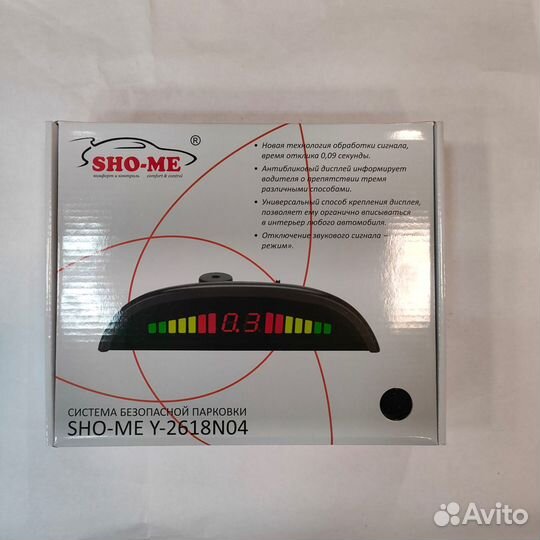 SHO-ME ®
комфорт и контроль comfort & control
• Новая технология обработки сигнала,
время отклика 0,09 секунды.
• Антибликовый дисплей информирует
водителя о препятствии тремя
различными способами.
• Универсальный способ крепления дисплея,
позволяет ему органично вписываться
в интерьер любого автомобиля.
• Отключение звукового сигнала –
режим».
0.3
СИСТЕМА БЕЗОПАСНОЙ ПАРКОВКИ
SHO-ME Y-2618N04
Avito